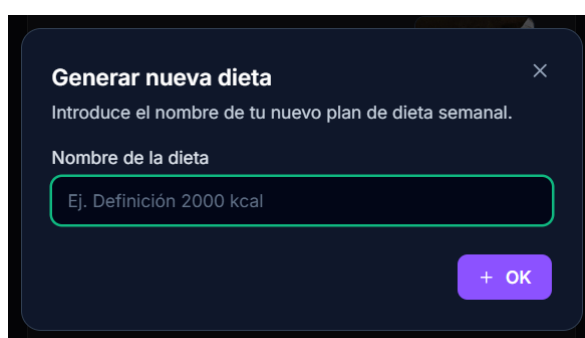 Generar nueva dieta
Introduce el nombre de tu nuevo plan de dieta semanal.
Nombre de la dieta
Ej. Definición 2000 kcal
+ OK